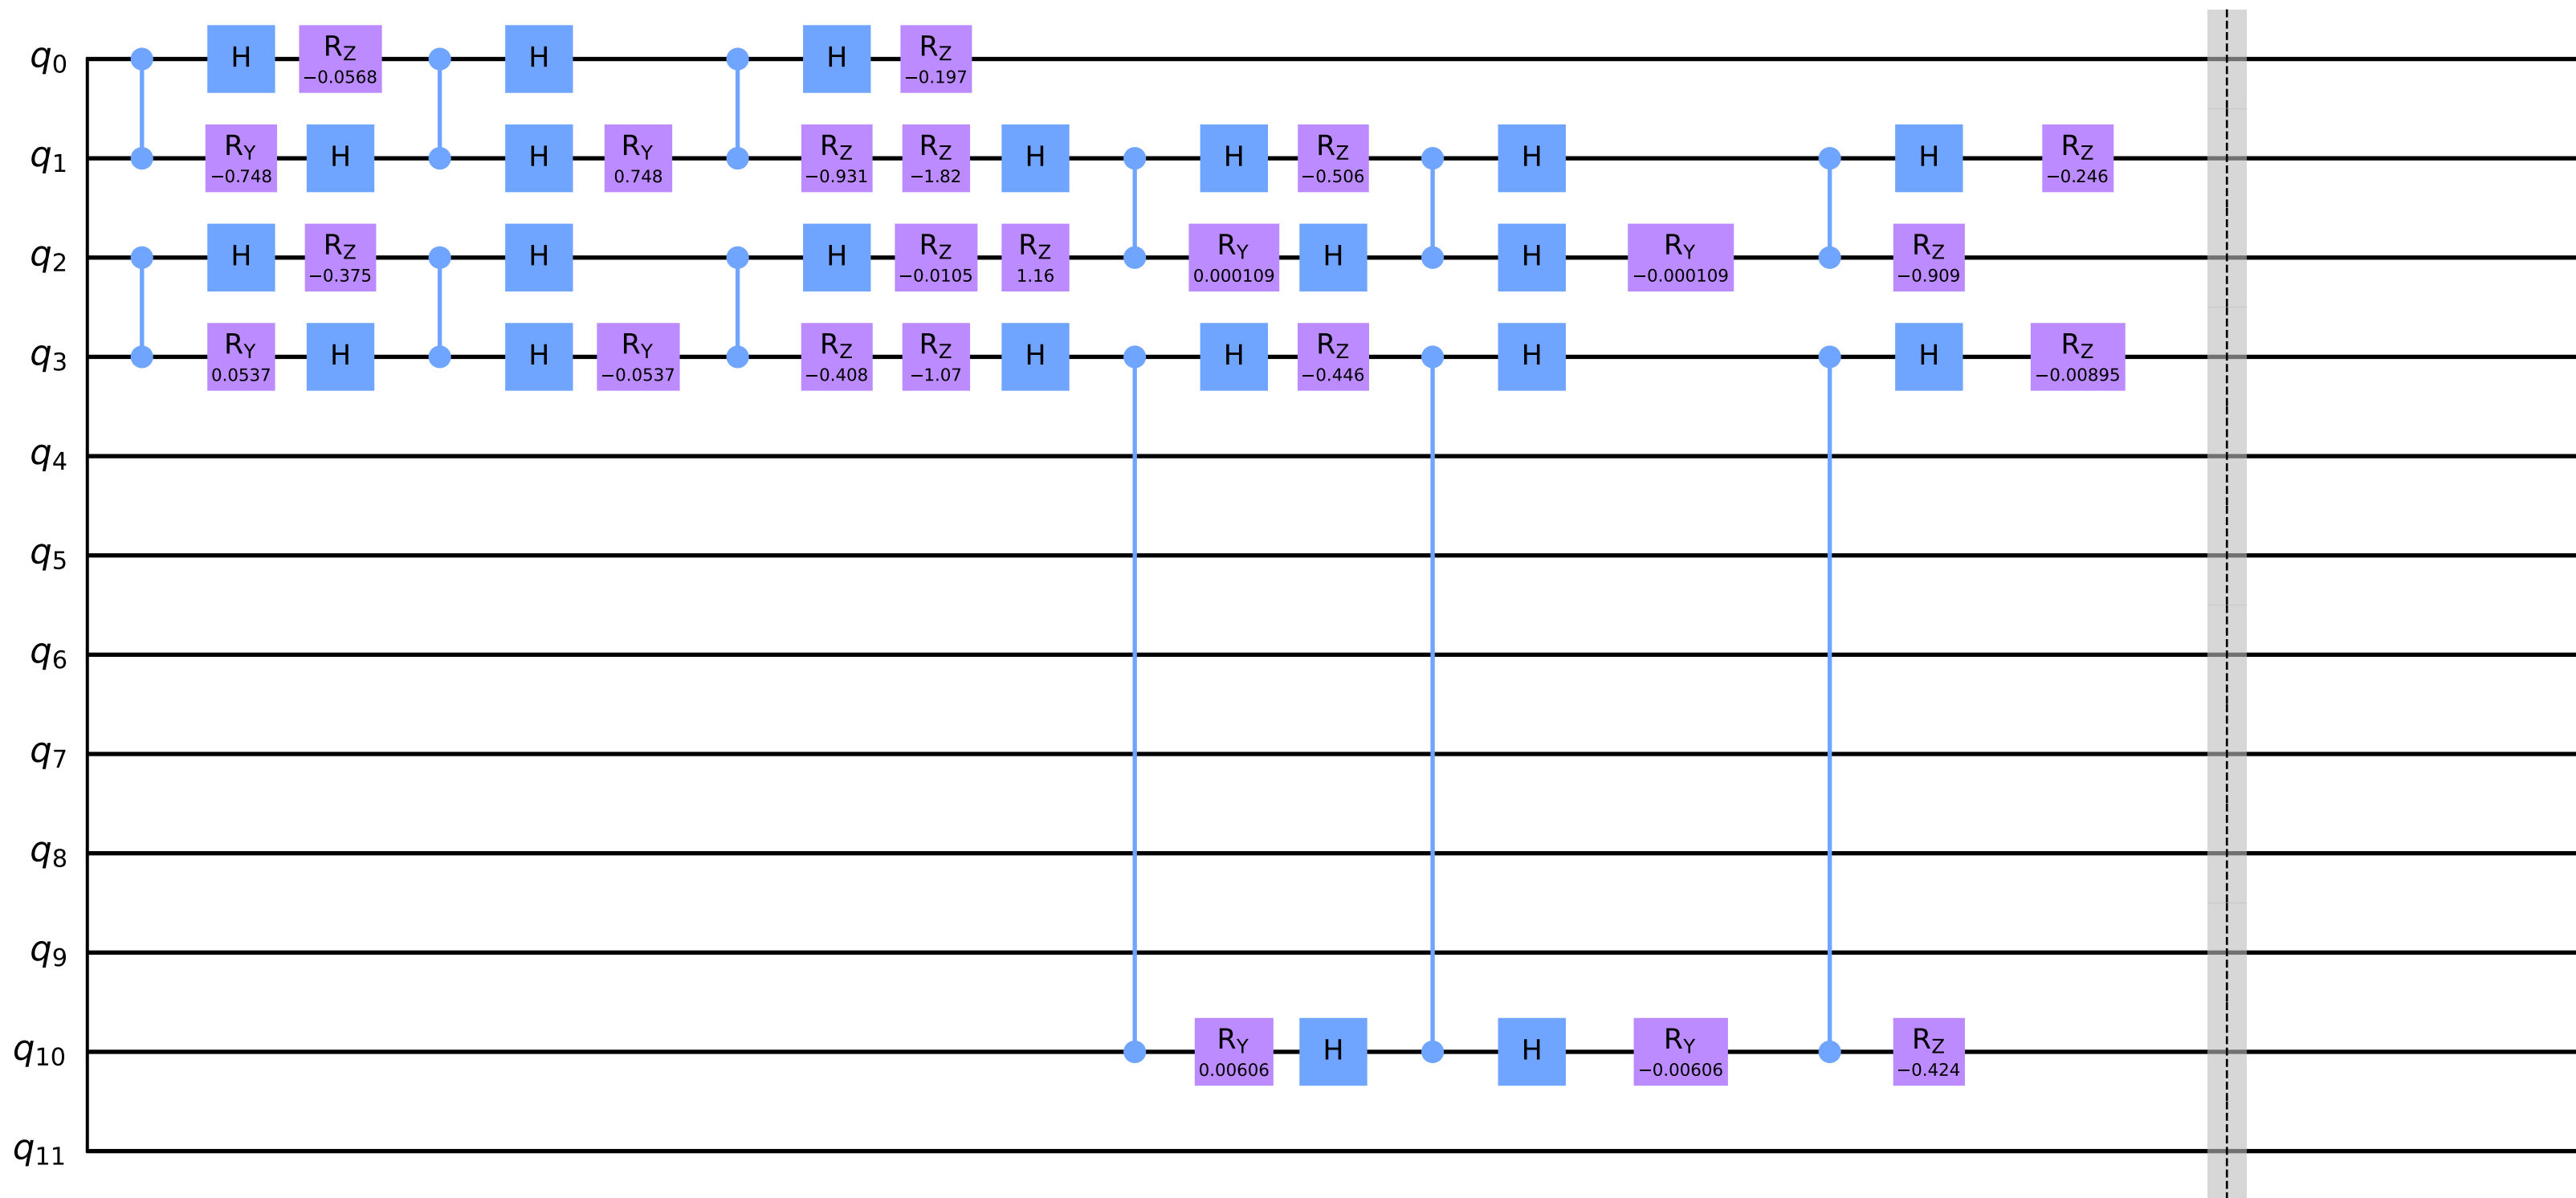 q0 H RZ −0.0568 H H RZ −0.197
q1 RY −0.748 H H RY 0.748 RZ −0.931 RZ −1.82 H H RZ −0.506 H H RZ −0.246
q2 H RZ −0.375 H H RZ −0.0105 RZ 1.16 RY 0.000109 H H RY −0.000109 RZ −0.909
q3 RY 0.0537 H H RY −0.0537 RZ −0.408 RZ −1.07 H H RZ −0.446 H H RZ −0.00895
q4
q5
q6
q7
q8
q9
q10 RY 0.00606 H H RY −0.00606 RZ −0.424
q11